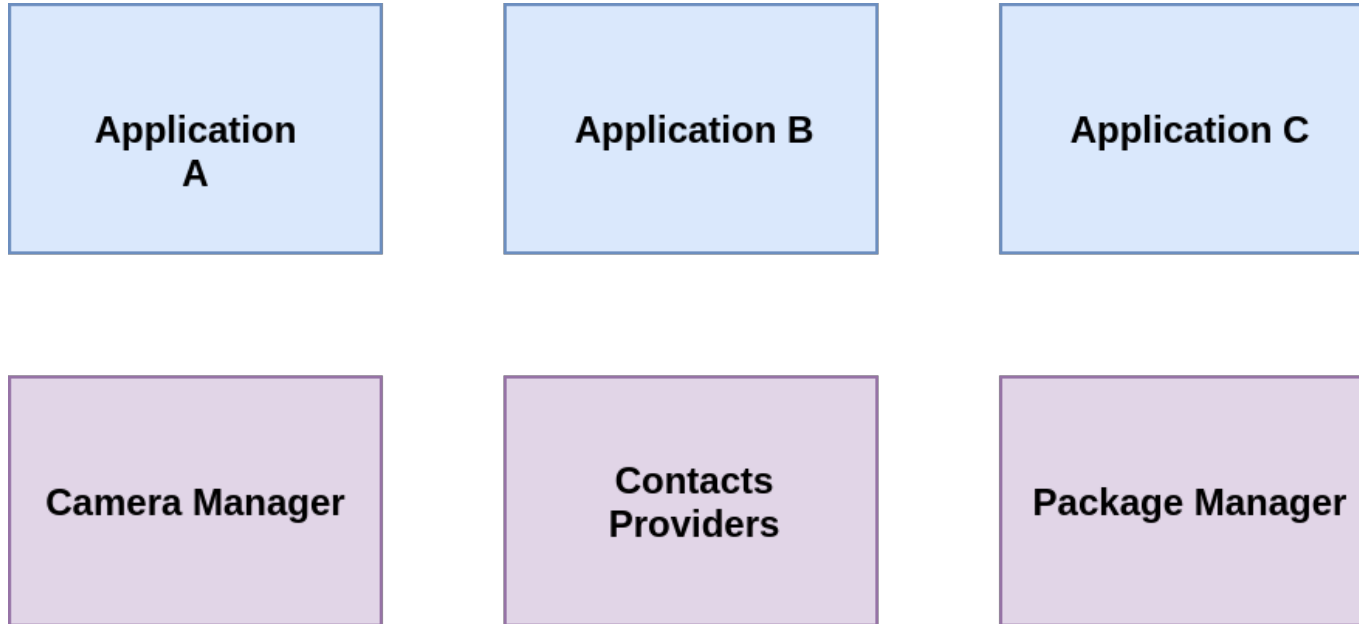 Application
A
Application B
Application C
Camera Manager
Contacts
Providers
Package Manager